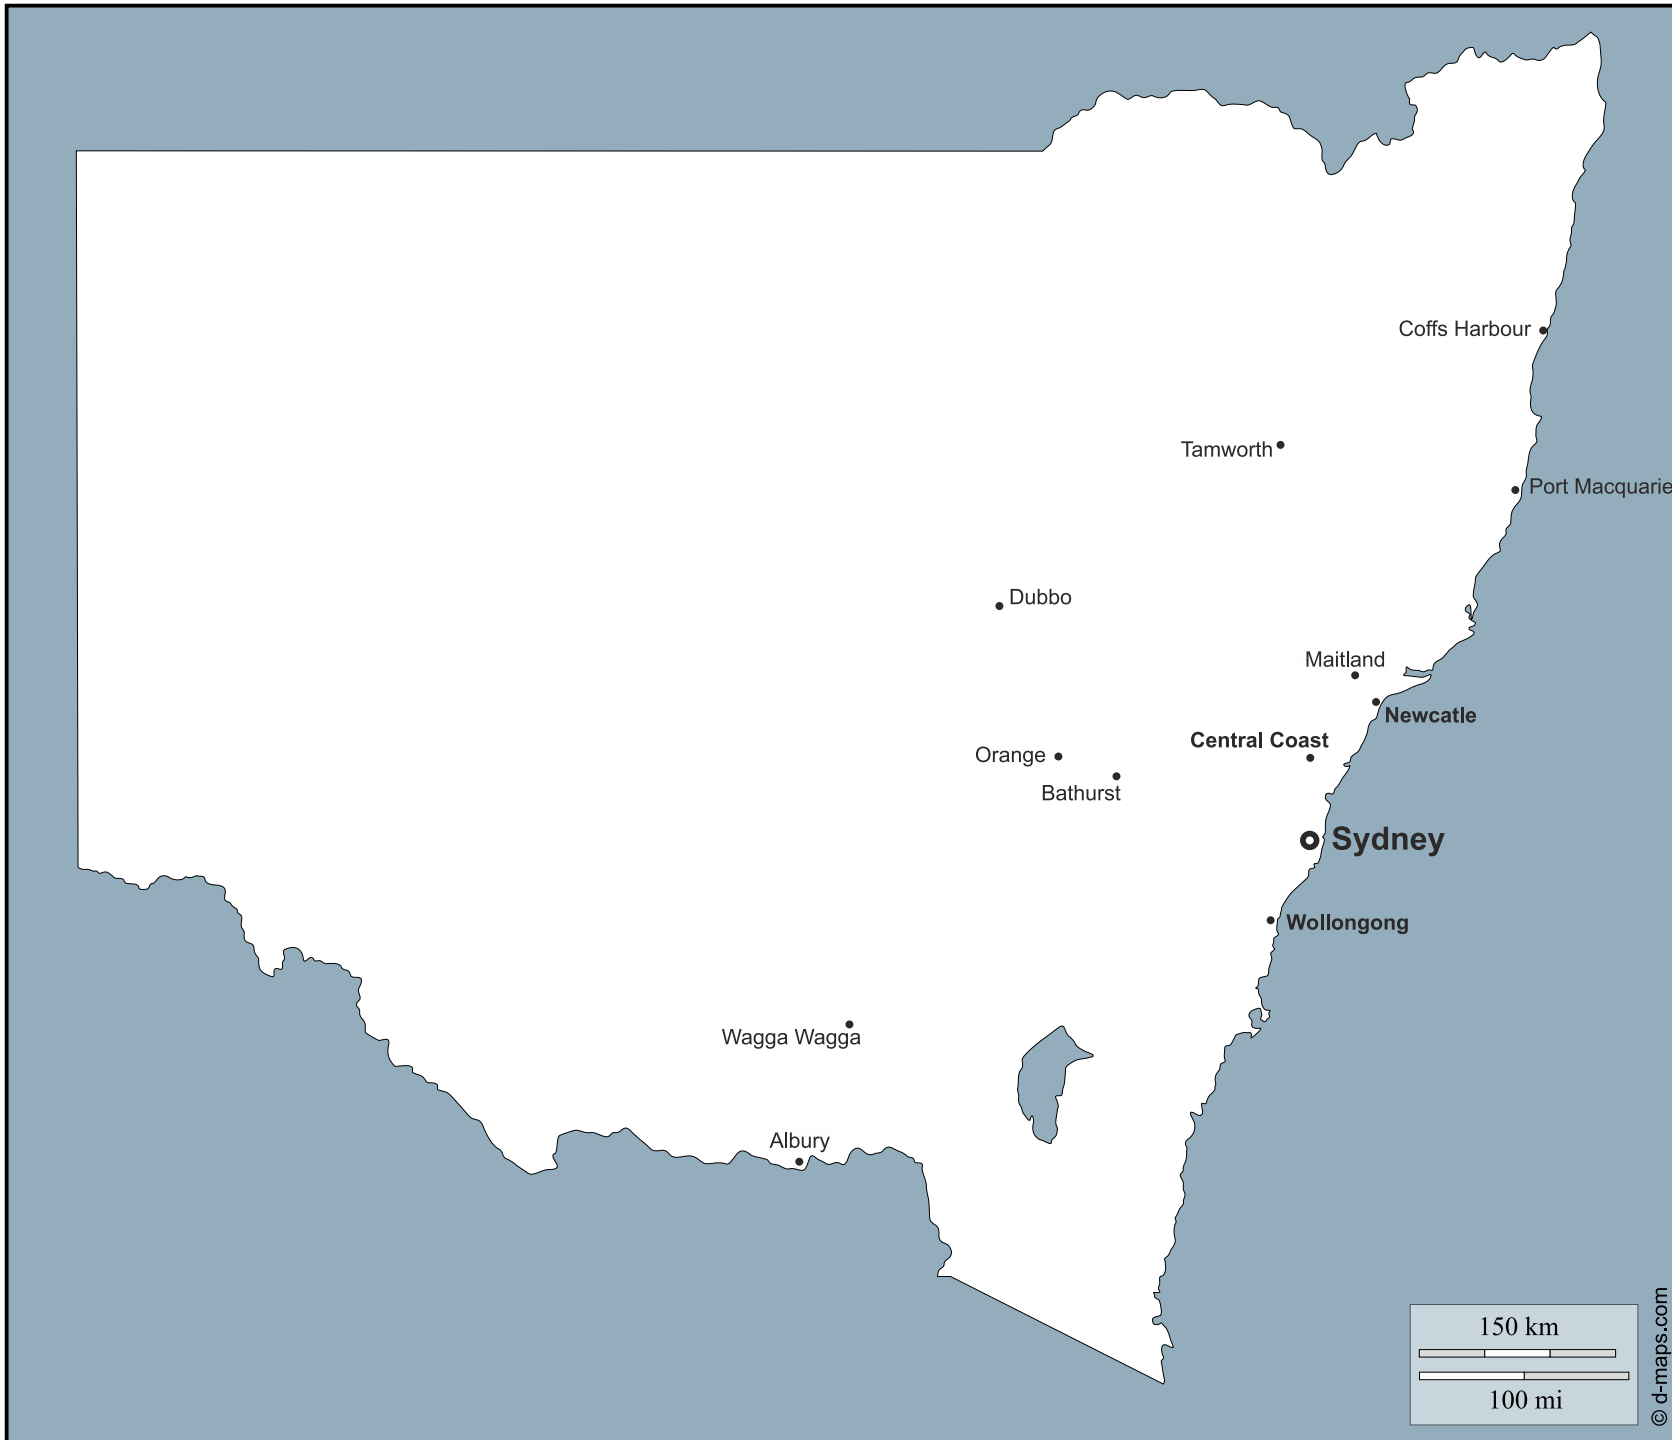 Coffs Harbour
Tamworth
Port Macquarie
Dubbo
Maitland
Newcatle
Central Coast
Orange
Bathurst
Sydney
Wollongong
Wagga Wagga
Albury
150 km
100 mi
© d-maps.com